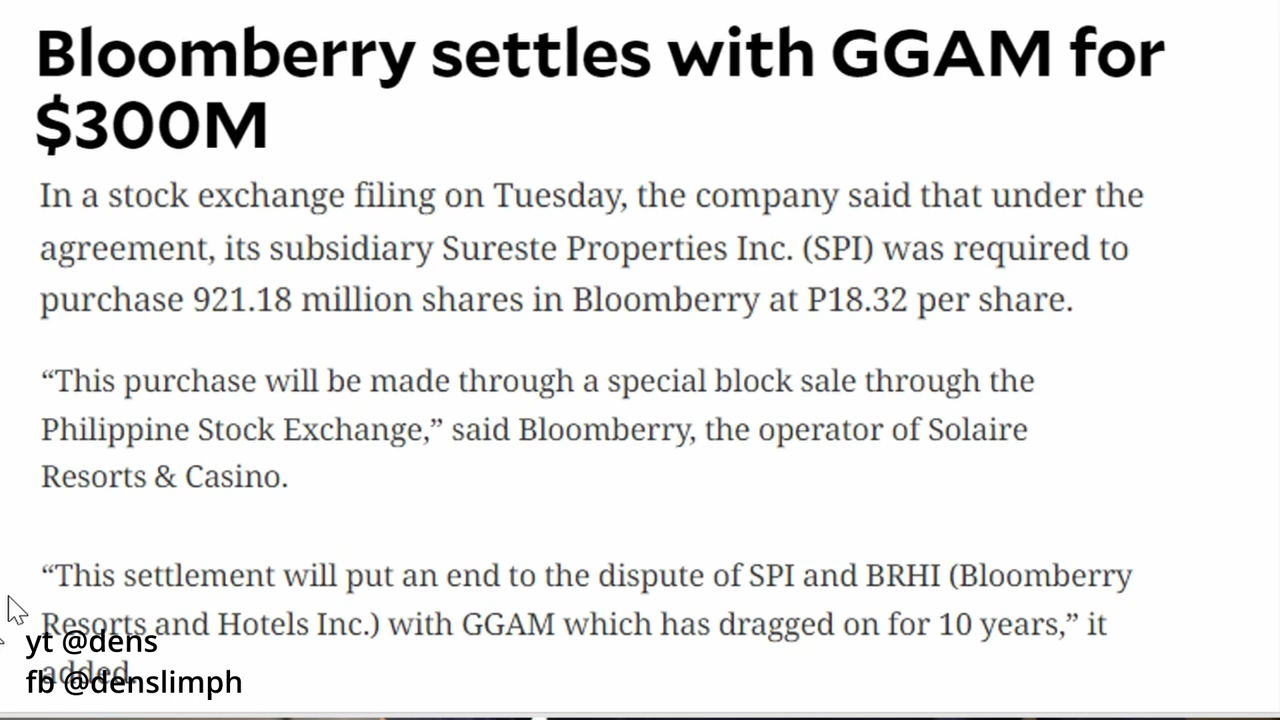 Bloomberry settles with GGAM for
$300M
In a stock exchange filing on Tuesday, the company said that under the
agreement, its subsidiary Sureste Properties Inc. (SPI) was required to
purchase 921.18 million shares in Bloomberry at P18.32 per share.
“This purchase will be made through a special block sale through the
Philippine Stock Exchange,” said Bloomberry, the operator of Solaire
Resorts & Casino.
“This settlement will put an end to the dispute of SPI and BRHI (Bloomberry
Resorts and Hotels Inc.) with GGAM which has dragged on for 10 years,” it
added.
yt @dens
fb @denslimph